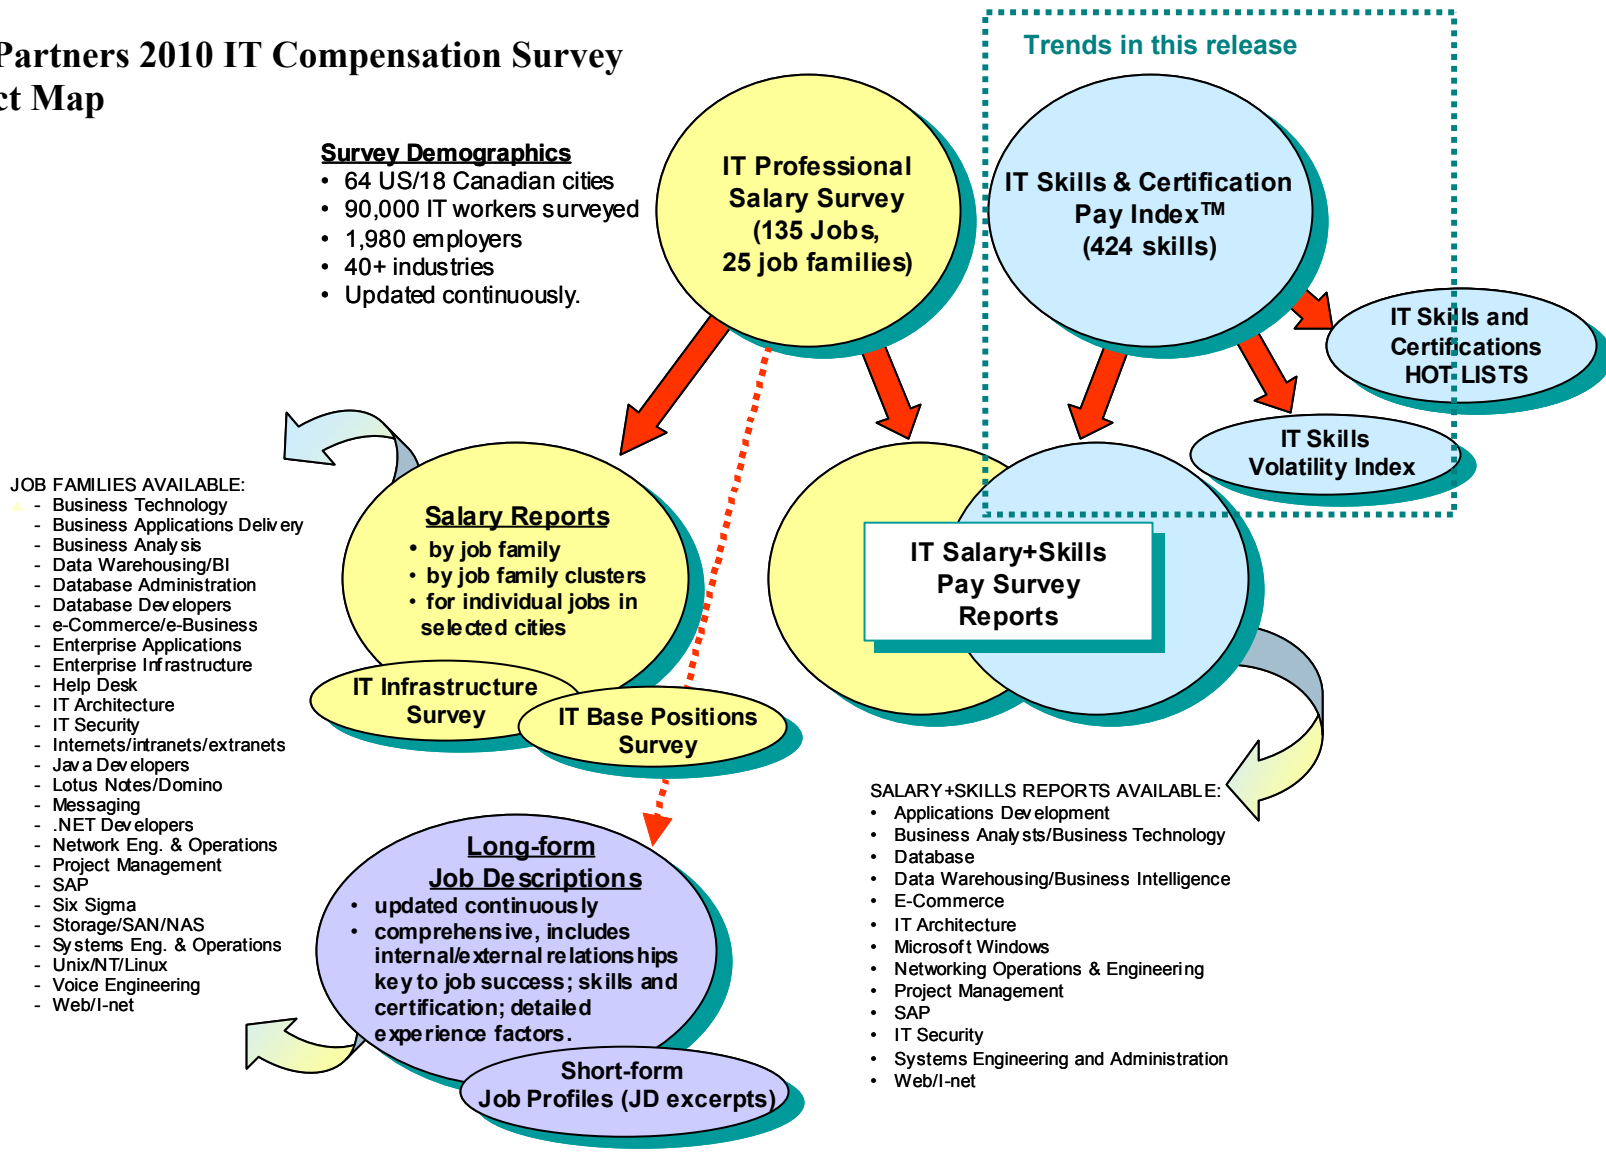 Partners 2010 IT Compensation Survey
ct Map
Trends in this release
Survey Demographics
• 64 US/18 Canadian cities
• 90,000 IT workers surveyed
• 1,980 employers
• 40+ industries
• Updated continuously.
IT Professional
Salary Survey
(135 Jobs,
25 job families)
IT Skills & Certification
Pay Index™
(424 skills)
IT Skills and
Certifications
HOT LISTS
IT Skills
Volatility Index
JOB FAMILIES AVAILABLE:
- Business Technology
- Business Applications Delivery
- Business Analysis
- Data Warehousing/BI
- Database Administration
- Database Developers
- e-Commerce/e-Business
- Enterprise Applications
- Enterprise Infrastructure
- Help Desk
- IT Architecture
- IT Security
- Internets/intranets/extranets
- Java Developers
- Lotus Notes/Domino
- Messaging
- .NET Developers
- Network Eng. & Operations
- Project Management
- SAP
- Six Sigma
- Storage/SAN/NAS
- Systems Eng. & Operations
- Unix/NT/Linux
- Voice Engineering
- Web/I-net
Salary Reports
• by job family
• by job family clusters
• for individual jobs in
selected cities
IT Infrastructure
Survey
IT Base Positions
Survey
IT Salary+Skills
Pay Survey
Reports
Long-form
Job Descriptions
• updated continuously
• comprehensive, includes
internal/external relationships
key to job success; skills and
certification; detailed
experience factors.
Short-form
Job Profiles (JD excerpts)
SALARY+SKILLS REPORTS AVAILABLE:
• Applications Development
• Business Analysts/Business Technology
• Database
• Data Warehousing/Business Intelligence
• E-Commerce
• IT Architecture
• Microsoft Windows
• Networking Operations & Engineering
• Project Management
• SAP
• IT Security
• Systems Engineering and Administration
• Web/I-net